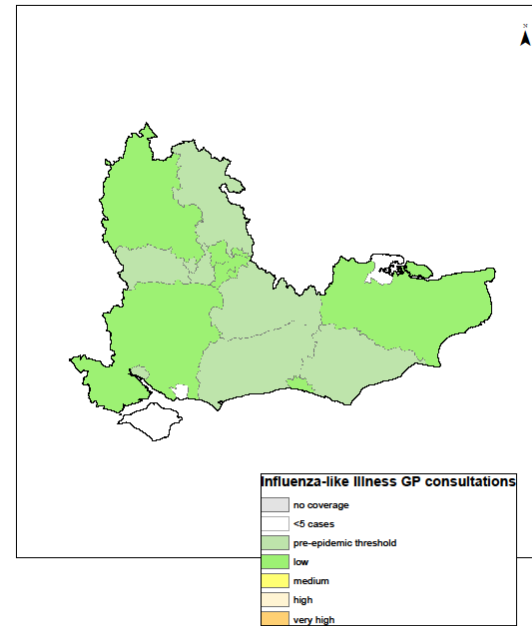 N
Influenza-like Illness GP consultations
no coverage
<5 cases
pre-epidemic threshold
low
medium
high
very high